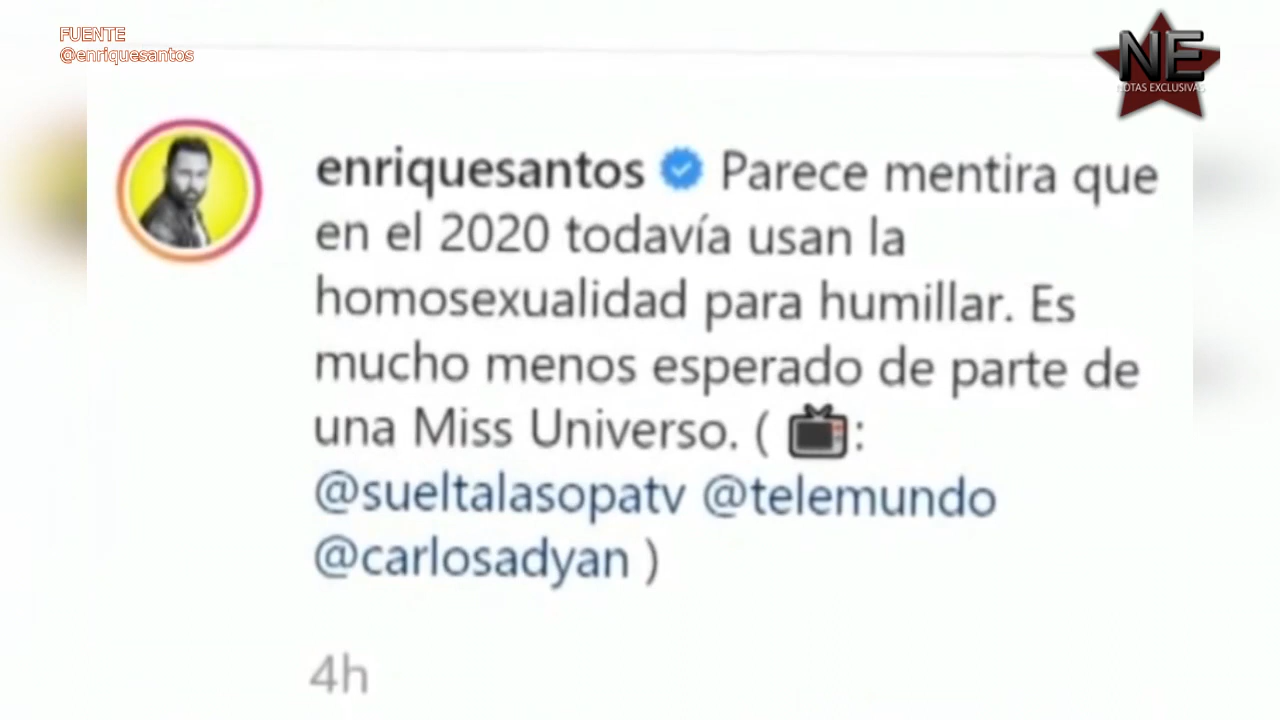 FUENTE
@enriquesantos
NE
NOTAS EXCLUSIVAS
enriquesantos Parece mentira que
en el 2020 todavía usan la
homosexualidad para humillar. Es
mucho menos esperado de parte de
una Miss Universo. ( 📺:
@sueltalasopatv @telemundo
@carlosadyan )
4h